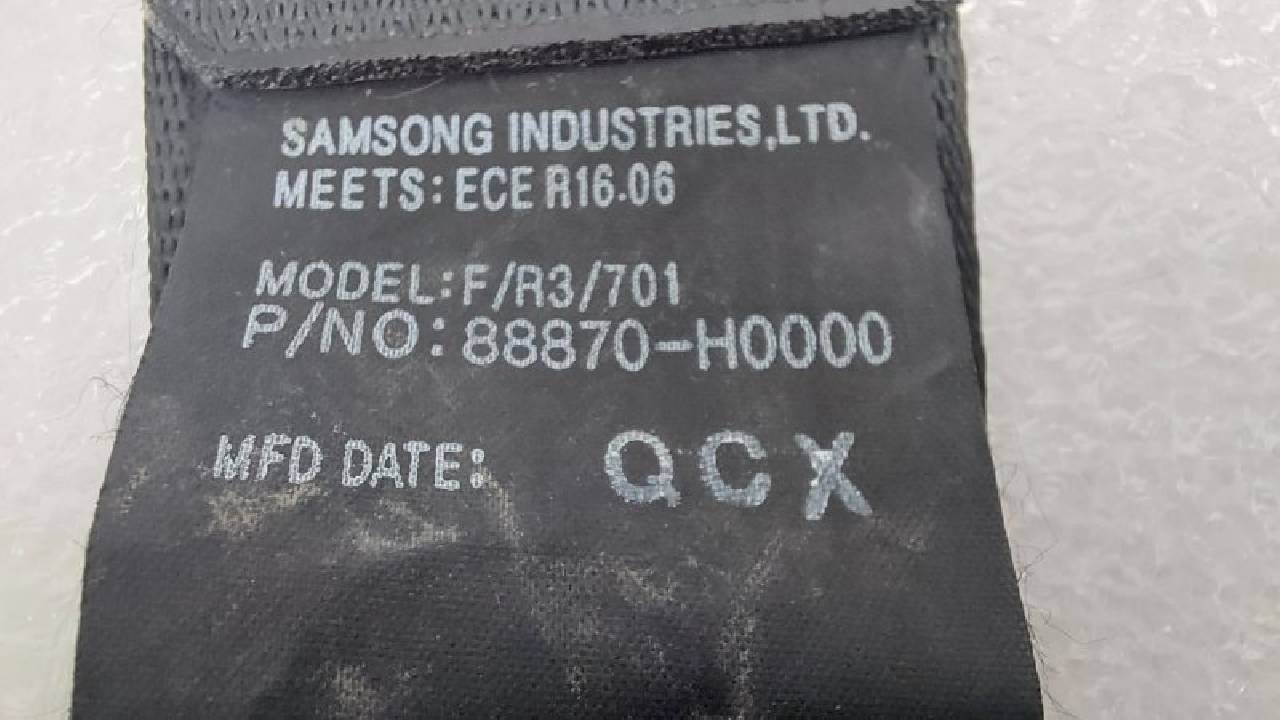 SAMSONG INDUSTRIES,LTD.
MEETS: ECE R16.06
MODEL: F/R3/701
P/NO: 88870-H0000
MFD DATE: QCX